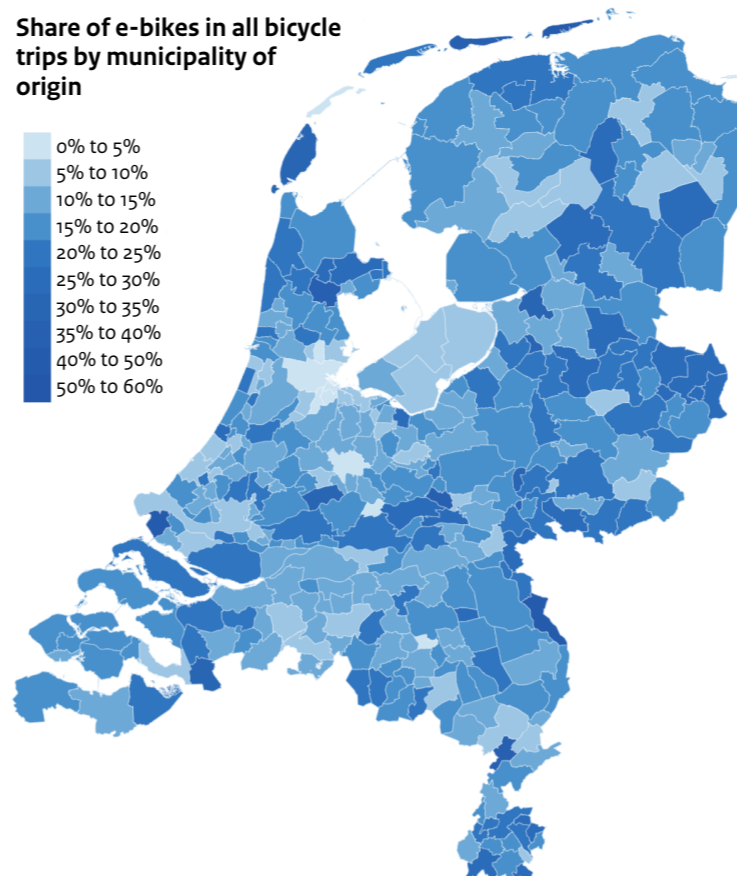 Share of e-bikes in all bicycle
trips by municipality of
origin
0% to 5%
5% to 10%
10% to 15%
15% to 20%
20% to 25%
25% to 30%
30% to 35%
35% to 40%
40% to 50%
50% to 60%